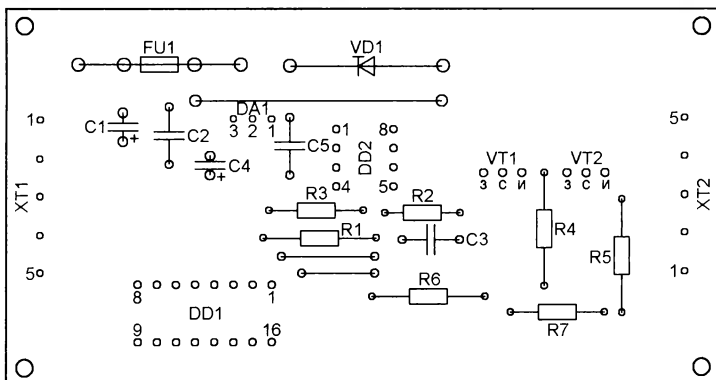 FU1 VD1
DA1
1 C1 + C2 3 2 1 C5 1 8 5
C4 + DD2
4 5
VT1 VT2
З С И З С И
XT1 XT2
R3 R2
R1 C3 R4 R5
5 1
R6
8 1
DD1 R7
9 16